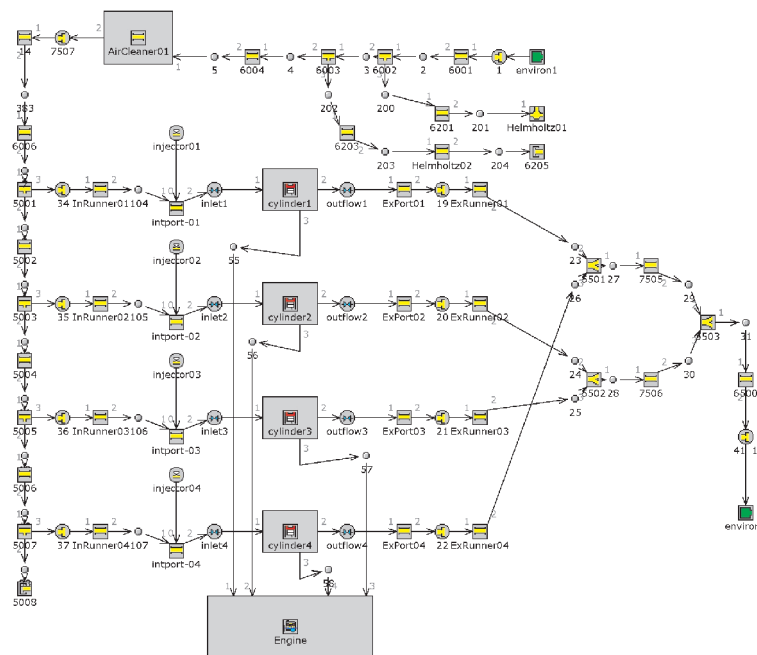 14 7507 AirCleaner01 5 6004 4 6003 3 6002 2 6001 1 environ1
383 202 200
6201 201 Helmholtz01
6006 injector01 6203
203 Helmholtz02 204 6205
5001 34 InRunner01 104 intport-01 inlet1 cylinder1 outflow1 ExPort01 19 ExRunner01
5002 injector02 55 23 5501 27 7505
26 29
5003 35 InRunner02 105 intport-02 inlet2 cylinder2 outflow2 ExPort02 20 ExRunner02
5503 31
5004 injector03 56 24 30
5502 28 7506 6500
25
5005 36 InRunner03 106 intport-03 inlet3 cylinder3 outflow3 ExPort03 21 ExRunner03
41
5006 injector04 57
5007 37 InRunner04 107 intport-04 inlet4 cylinder4 outflow4 ExPort04 22 ExRunner04
environ
5008 58
Engine